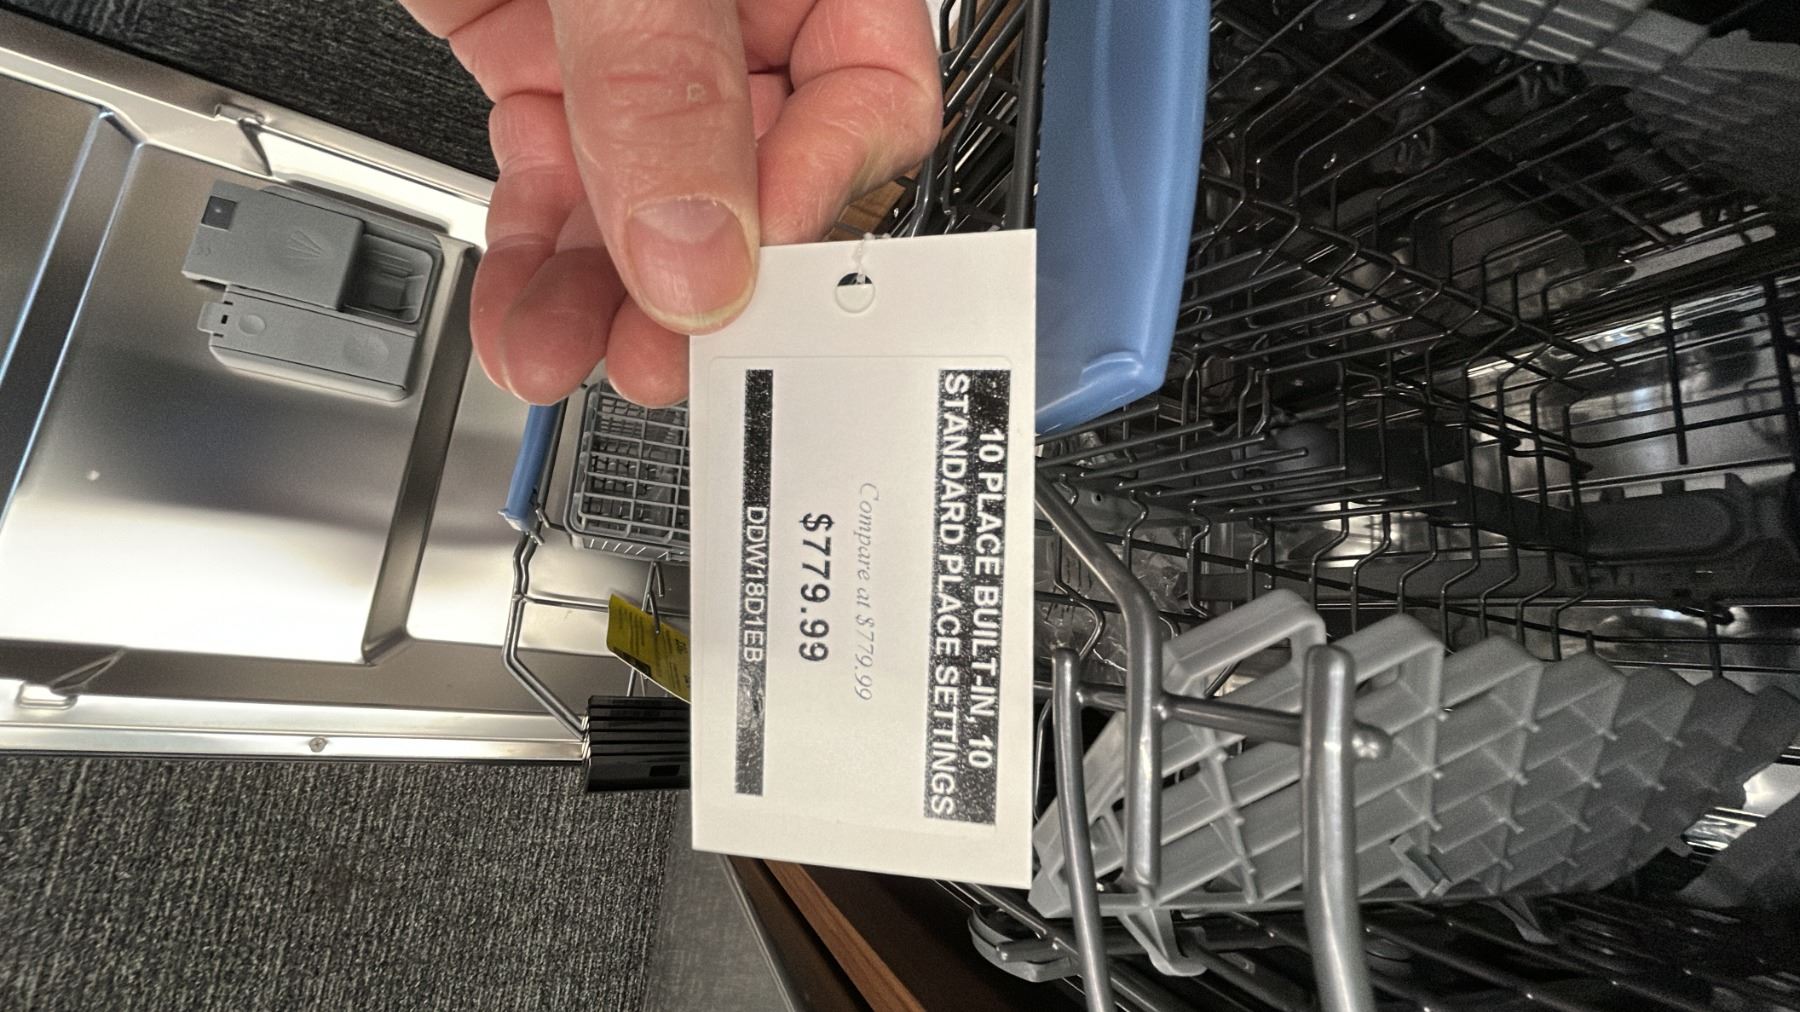 10 PLACE BUILT-IN, 10
STANDARD PLACE SETTINGS
Compare at $779.99
$779.99
DDW18D1EB